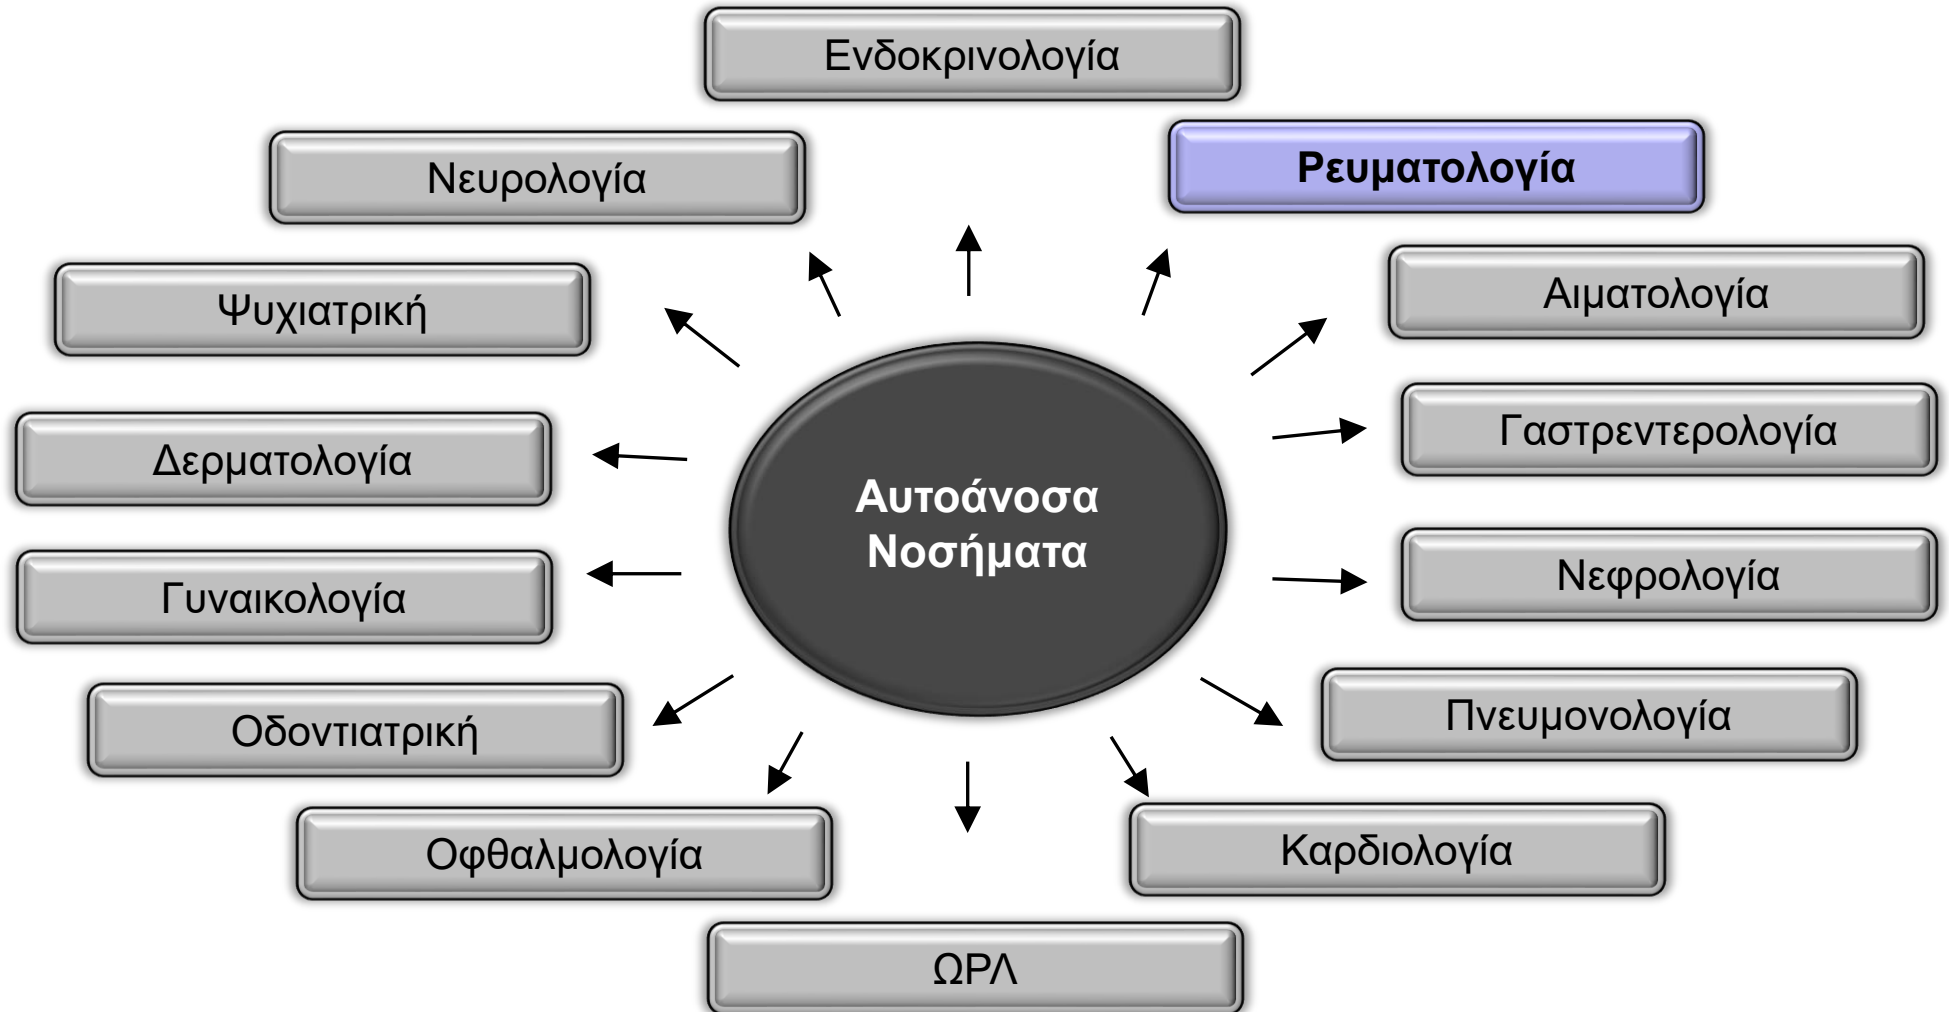 Ενδοκρινολογία
Ρευματολογία
Νευρολογία
Αιματολογία
Ψυχιατρική
Γαστρεντερολογία
Δερματολογία
Αυτοάνοσα
Νοσήματα
Νεφρολογία
Γυναικολογία
Πνευμονολογία
Οδοντιατρική
Καρδιολογία
Οφθαλμολογία
ΩΡΛ